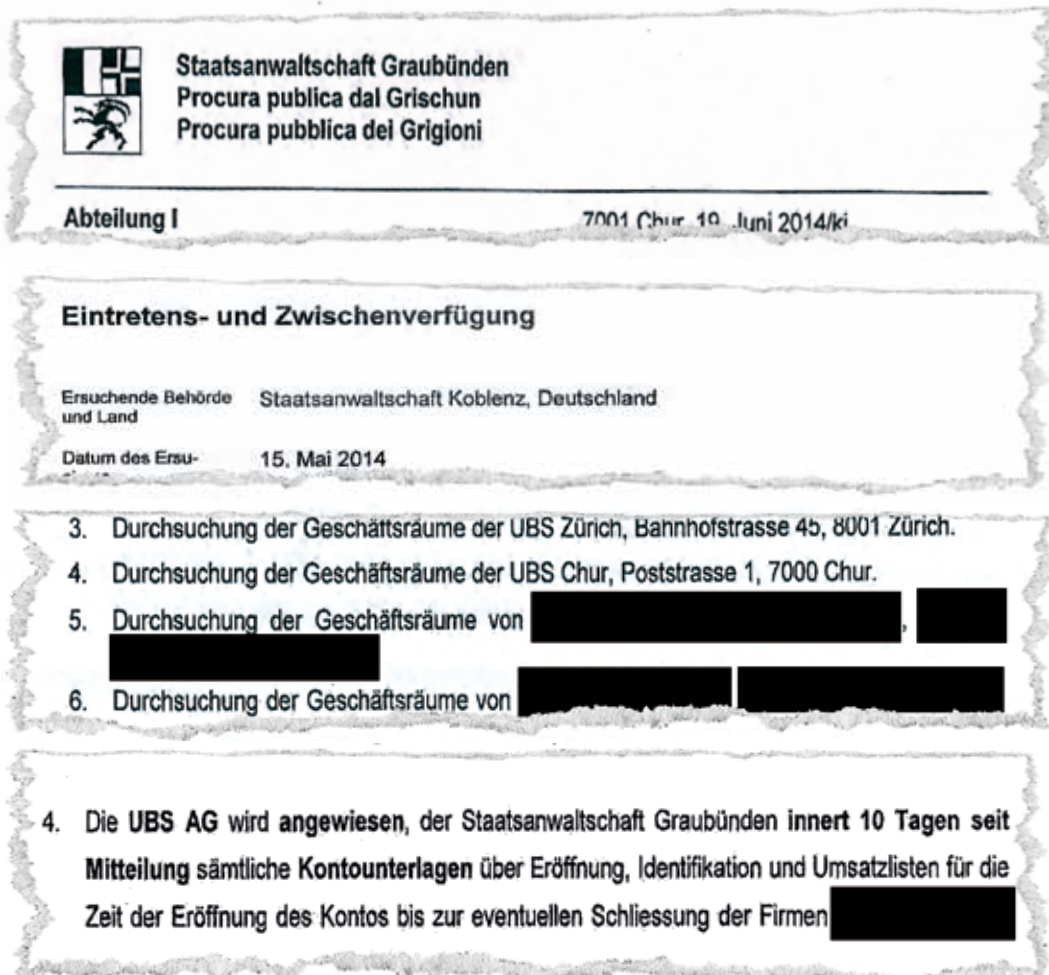 Staatsanwaltschaft Graubünden
Procura publica dal Grischun
Procura pubblica dei Grigioni
Abteilung I 7001 Chur, 19. Juni 2014/ki
Eintretens- und Zwischenverfügung
Ersuchende Behörde Staatsanwaltschaft Koblenz, Deutschland
und Land
Datum des Ersu- 15. Mai 2014
3. Durchsuchung der Geschäftsräume der UBS Zürich, Bahnhofstrasse 45, 8001 Zürich.
4. Durchsuchung der Geschäftsräume der UBS Chur, Poststrasse 1, 7000 Chur.
5. Durchsuchung der Geschäftsräume von ,
6. Durchsuchung der Geschäftsräume von
4. Die UBS AG wird angewiesen, der Staatsanwaltschaft Graubünden innert 10 Tagen seit
Mitteilung sämtliche Kontounterlagen über Eröffnung, Identifikation und Umsatzlisten für die
Zeit der Eröffnung des Kontos bis zur eventuellen Schliessung der Firmen